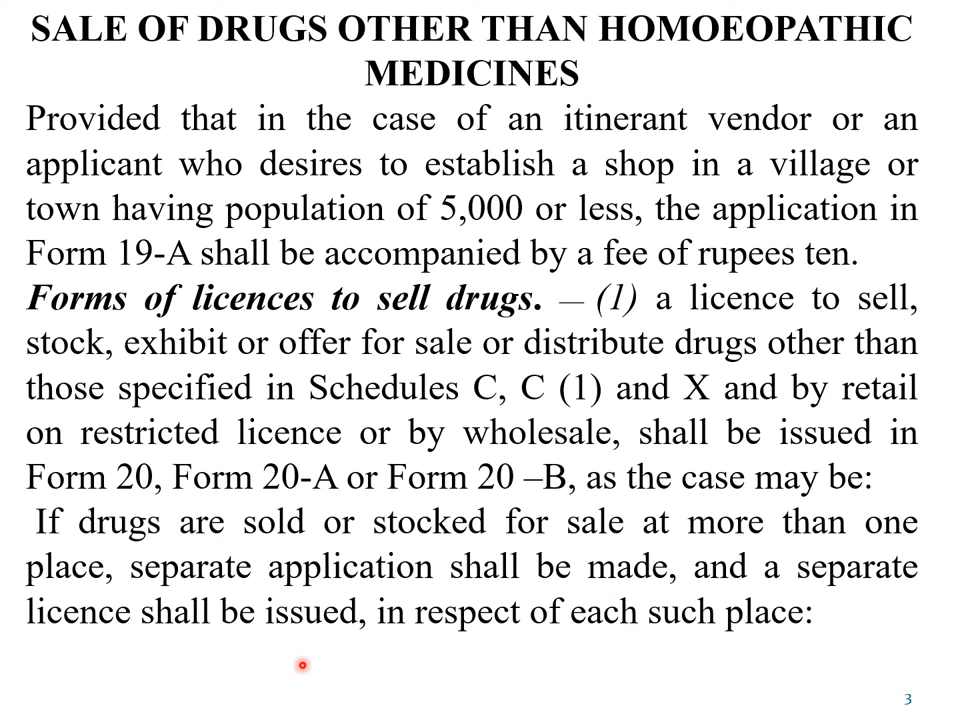 SALE OF DRUGS OTHER THAN HOMOEOPATHIC
MEDICINES
Provided that in the case of an itinerant vendor or an
applicant who desires to establish a shop in a village or
town having population of 5,000 or less, the application in
Form 19-A shall be accompanied by a fee of rupees ten.
Forms of licences to sell drugs. — (1) a licence to sell,
stock, exhibit or offer for sale or distribute drugs other than
those specified in Schedules C, C (1) and X and by retail
on restricted licence or by wholesale, shall be issued in
Form 20, Form 20-A or Form 20 –B, as the case may be:
If drugs are sold or stocked for sale at more than one
place, separate application shall be made, and a separate
licence shall be issued, in respect of each such place:
3